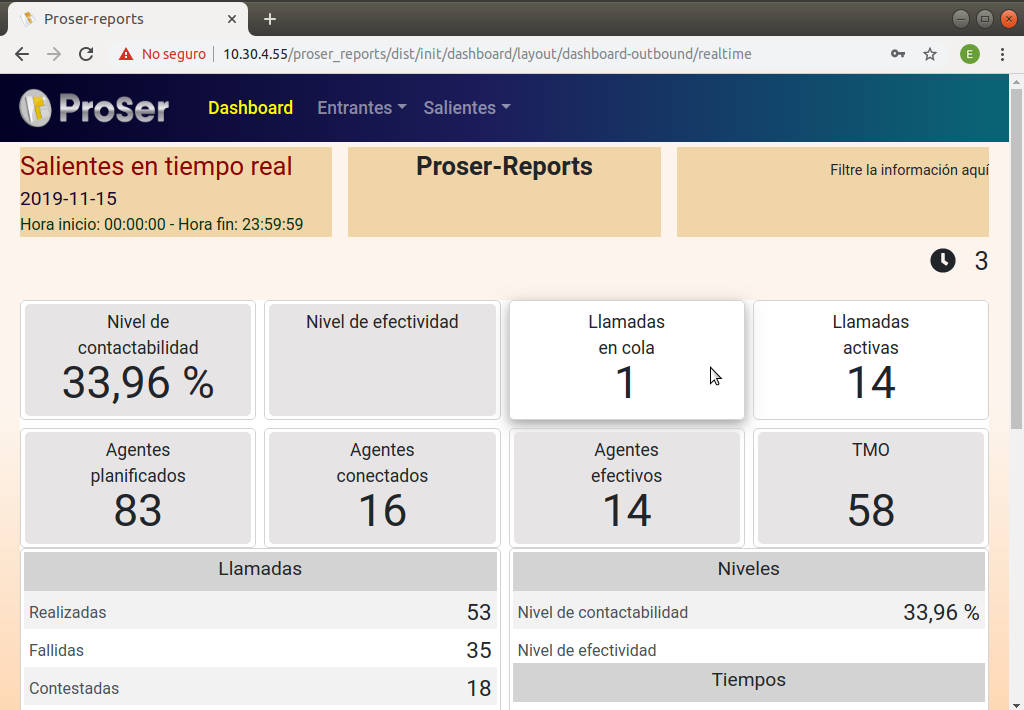 Proser-reports
No seguro
10.30.4.55/proser_reports/dist/init/dashboard/layout/dashboard-outbound/realtime
E
ProSer
Dashboard
Entrantes
Salientes
Salientes en tiempo real
2019-11-15
Hora inicio: 00:00:00 - Hora fin: 23:59:59
Proser-Reports
Filtre la información aquí
3
Nivel de
contactabilidad
33,96 %
Nivel de efectividad
Llamadas
en cola
1
Llamadas
activas
14
Agentes
planificados
83
Agentes
conectados
16
Agentes
efectivos
14
TMO
58
Llamadas
Realizadas 53
Fallidas 35
Contestadas 18
Niveles
Nivel de contactabilidad 33,96 %
Nivel de efectividad
Tiempos